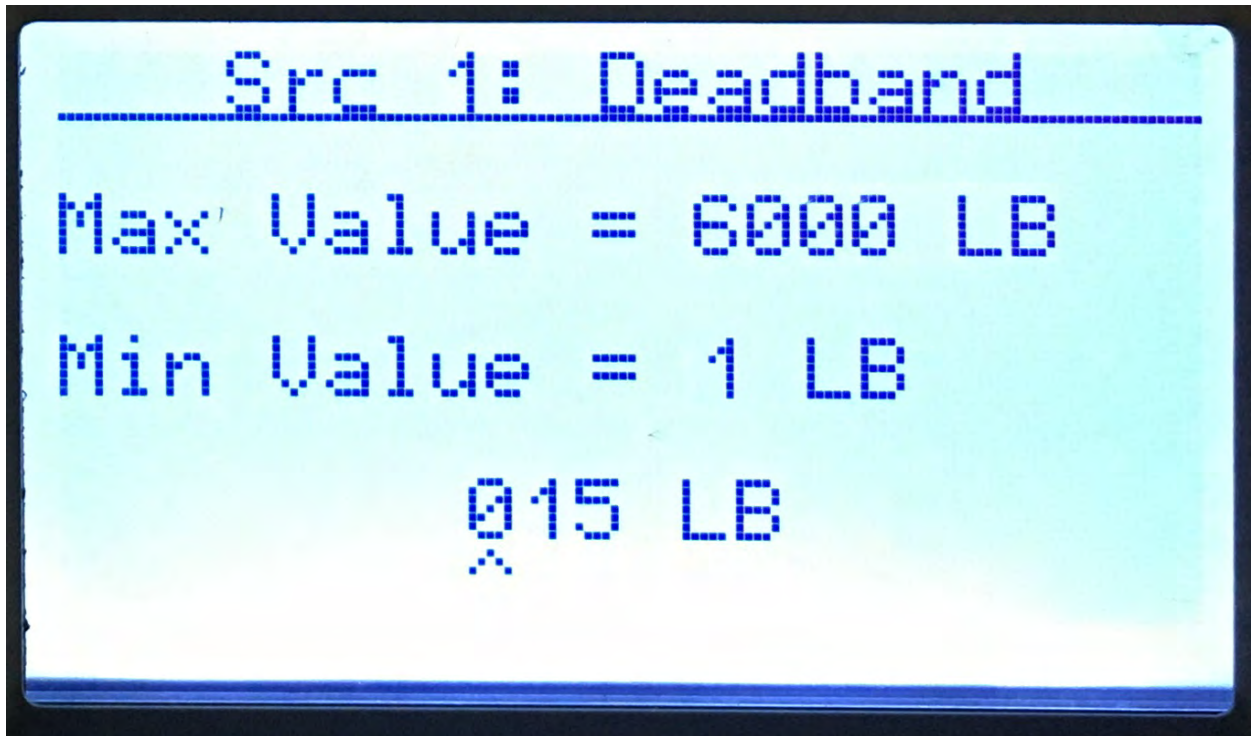 Src 1: Deadband
Max Value = 6000 LB
Min Value = 1 LB
015 LB
^